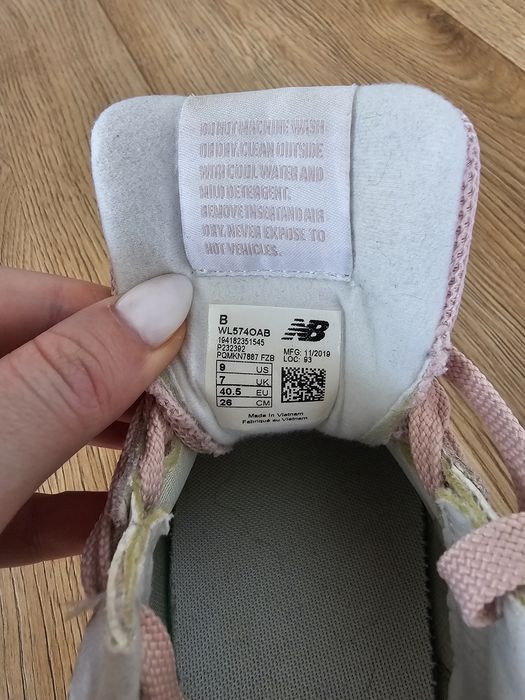 DO NOT MACHINE WASH
OR DRY. CLEAN OUTSIDE
WITH COOL WATER AND
MILD DETERGENT.
REMOVE INSERT AND AIR
DRY. NEVER EXPOSE TO
HOT VEHICLES.
B
WL574OAB
NB
194182351545
P232392
PQMKN7887 FZB
MFG: 11/2019
LOC: 93
9 US
7 UK
40.5 EU
26 CM
Made in Vietnam
Fabriqué au Vietnam